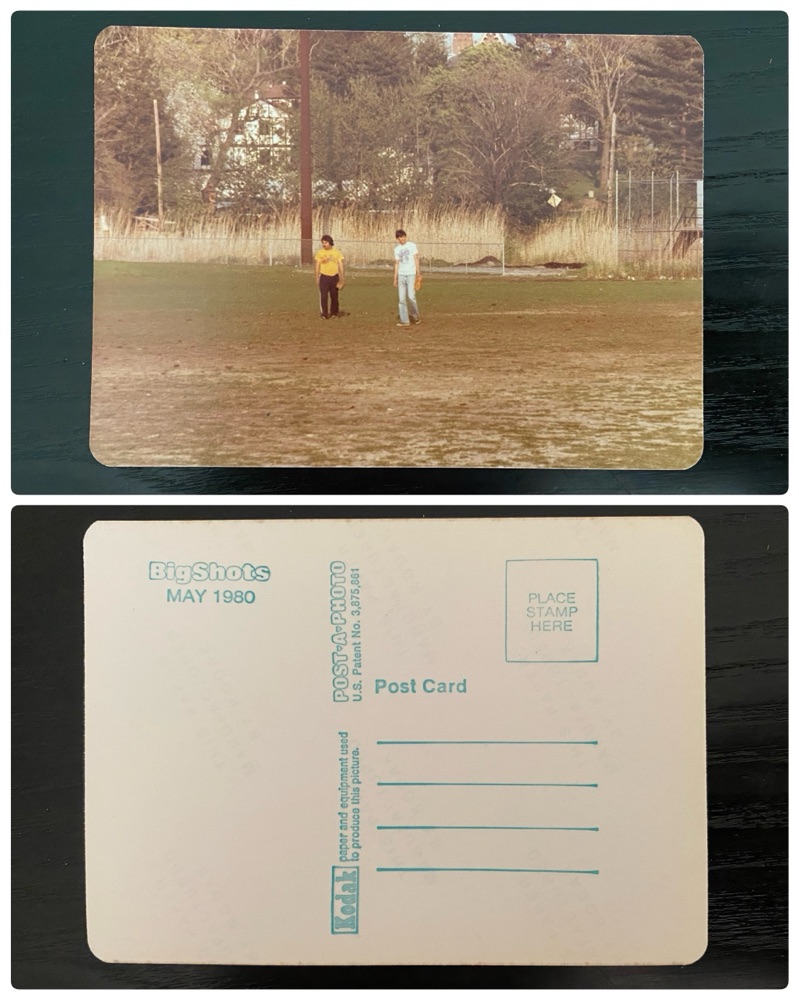 BigShots
MAY 1980
POST-A-PHOTO
U.S. Patent No. 3,875,861
Kodak paper and equipment used
to produce this picture.
PLACE
STAMP
HERE
Post Card